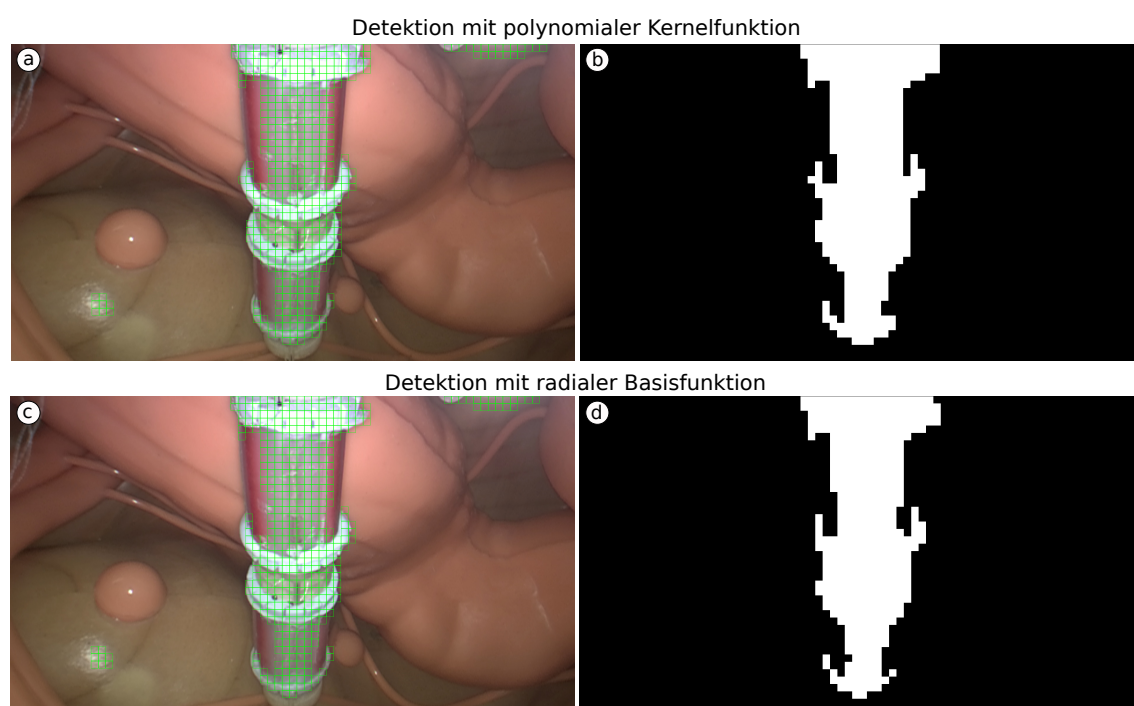 Detektion mit polynomialer Kernelfunktion
a
b
Detektion mit radialer Basisfunktion
c
d